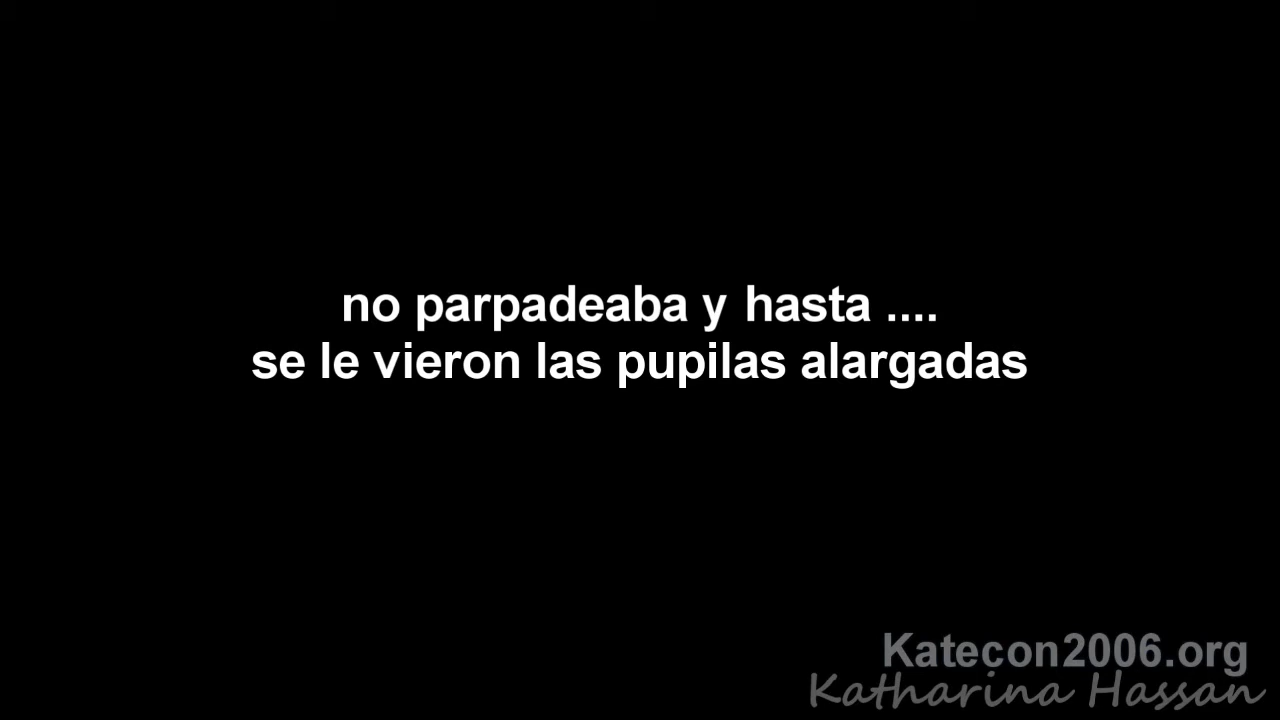 no parpadeaba y hasta ....
se le vieron las pupilas alargadas
Katecon2006.org
Katharina Hassan